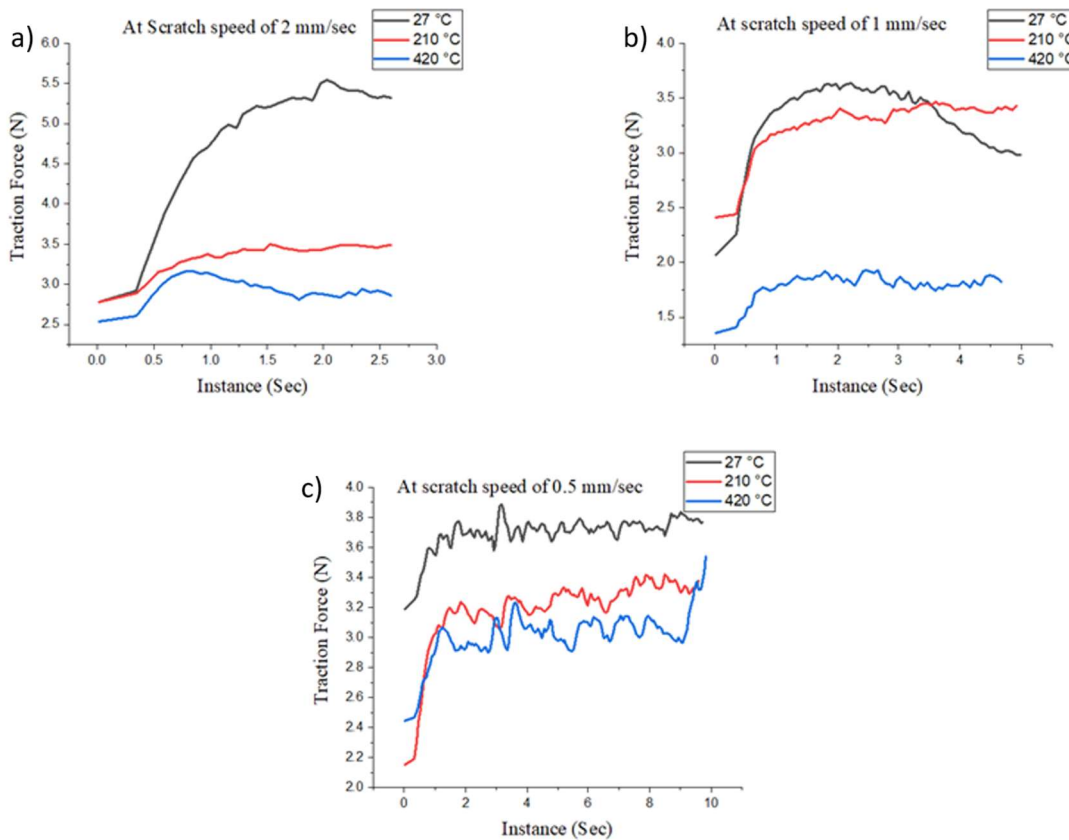 a)
At Scratch speed of 2 mm/sec
27 °C
210 °C
420 °C
Traction Force (N)
6.0
5.5
5.0
4.5
4.0
3.5
3.0
2.5
0.0
0.5
1.0
1.5
2.0
2.5
3.0
Instance (Sec)
b)
At scratch speed of 1 mm/sec
27 °C
210 °C
420 °C
Traction Force (N)
4.0
3.5
3.0
2.5
2.0
1.5
0
1
2
3
4
5
Instance (Sec)
c)
At scratch speed of 0.5 mm/sec
27 °C
210 °C
420 °C
Traction Force (N)
4.0
3.8
3.6
3.4
3.2
3.0
2.8
2.6
2.4
2.2
2.0
0
2
4
6
8
10
Instance (Sec)